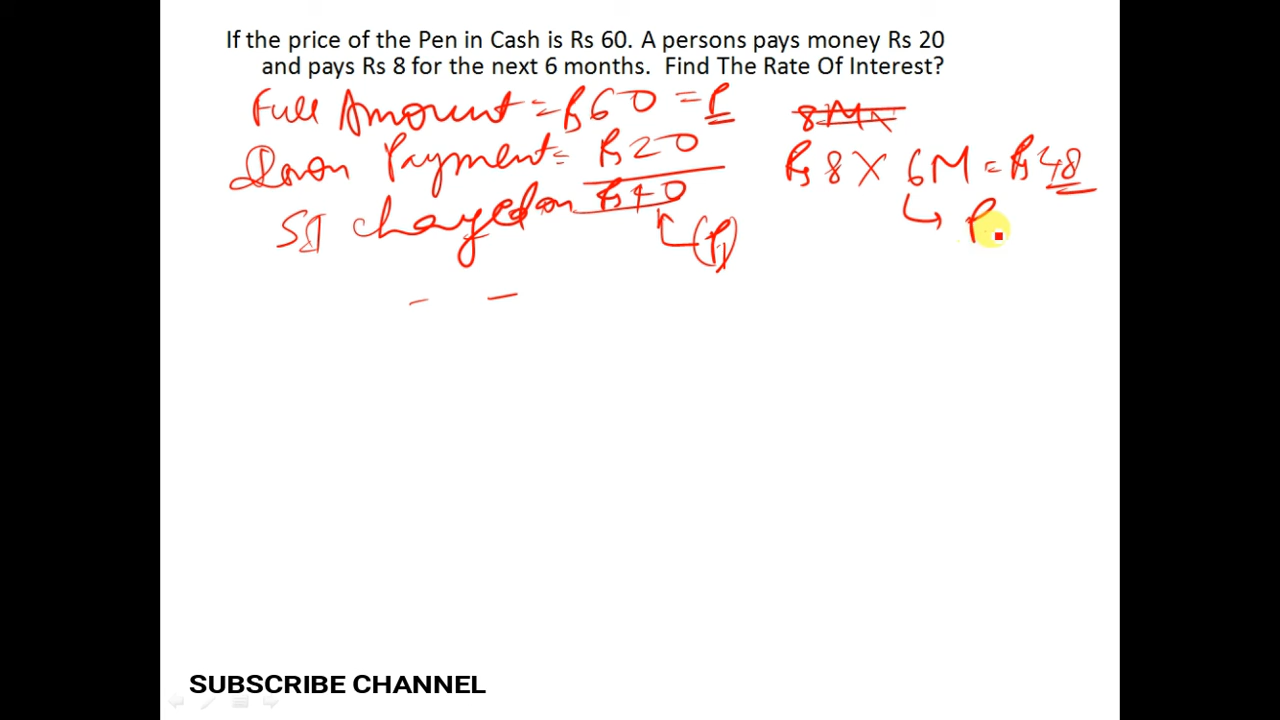 If the price of the Pen in Cash is Rs 60. A persons pays money Rs 20
and pays Rs 8 for the next 6 months. Find The Rate Of Interest?
Full Amount = Rs 60 = P
Down Payment = Rs 20
SI charged on Rs 40
(P)
8 M x
Rs 8 X 6M = Rs 48
P
SUBSCRIBE CHANNEL